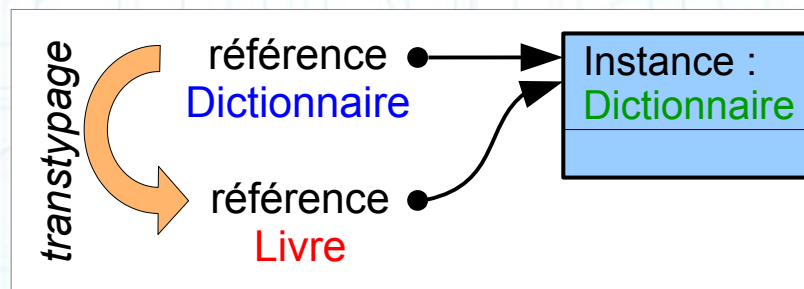 transtypage
référence
Dictionnaire
référence
Livre
Instance :
Dictionnaire